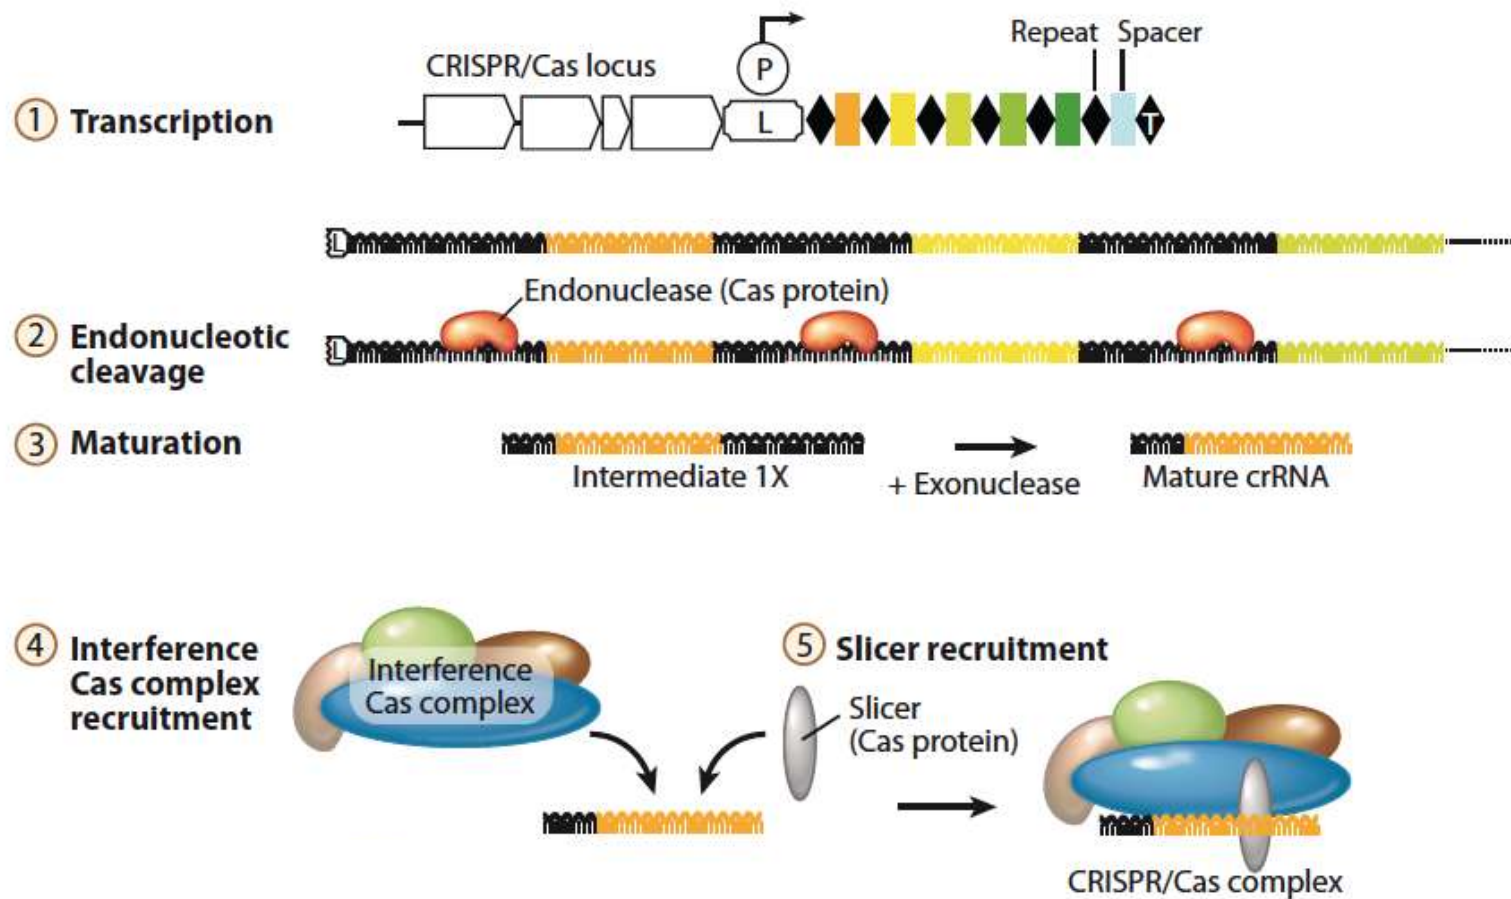 Repeat Spacer
CRISPR/Cas locus
P
1 Transcription
L
T
L
Endonuclease (Cas protein)
2 Endonucleotic
cleavage
L
3 Maturation
Intermediate 1X
+ Exonuclease
Mature crRNA
4 Interference
Cas complex
recruitment
Interference
Cas complex
5 Slicer recruitment
Slicer
(Cas protein)
CRISPR/Cas complex